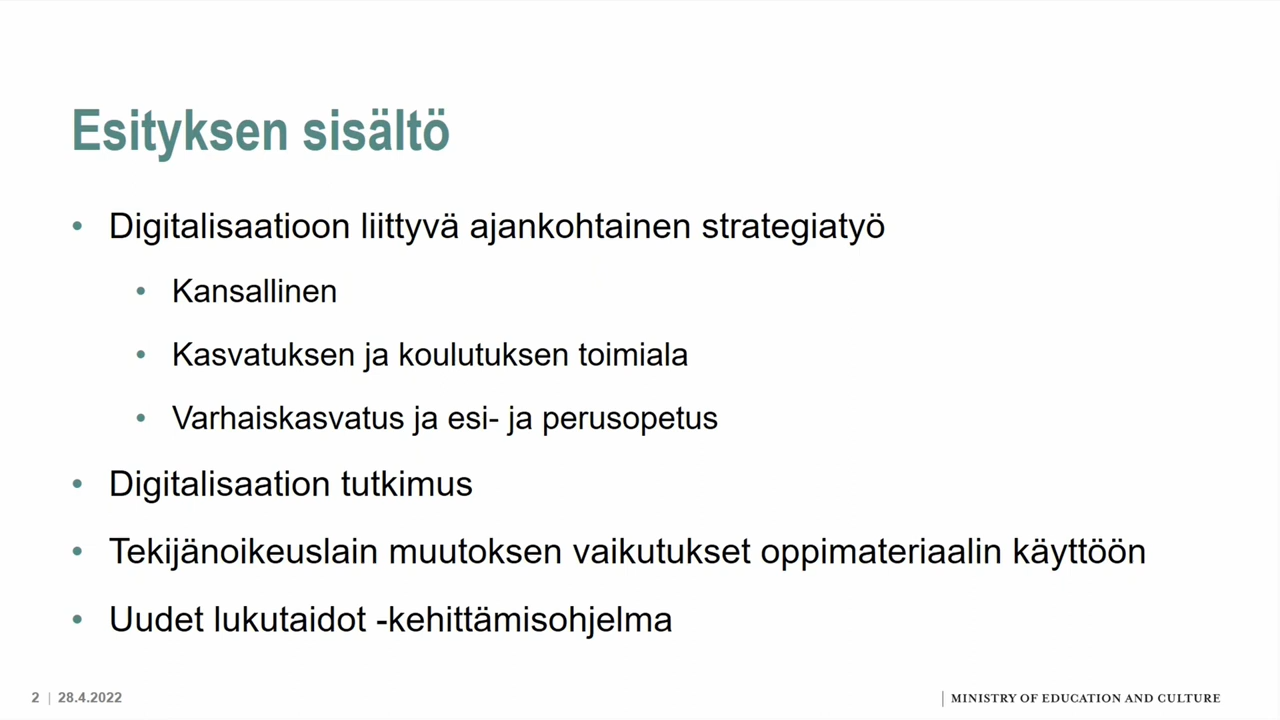 Esityksen sisältö
• Digitalisaatioon liittyvä ajankohtainen strategiatyö
• Kansallinen
• Kasvatuksen ja koulutuksen toimiala
• Varhaiskasvatus ja esi- ja perusopetus
• Digitalisaation tutkimus
• Tekijänoikeuslain muutoksen vaikutukset oppimateriaalin käyttöön
• Uudet lukutaidot -kehittämisohjelma
2 | 28.4.2022
| MINISTRY OF EDUCATION AND CULTURE